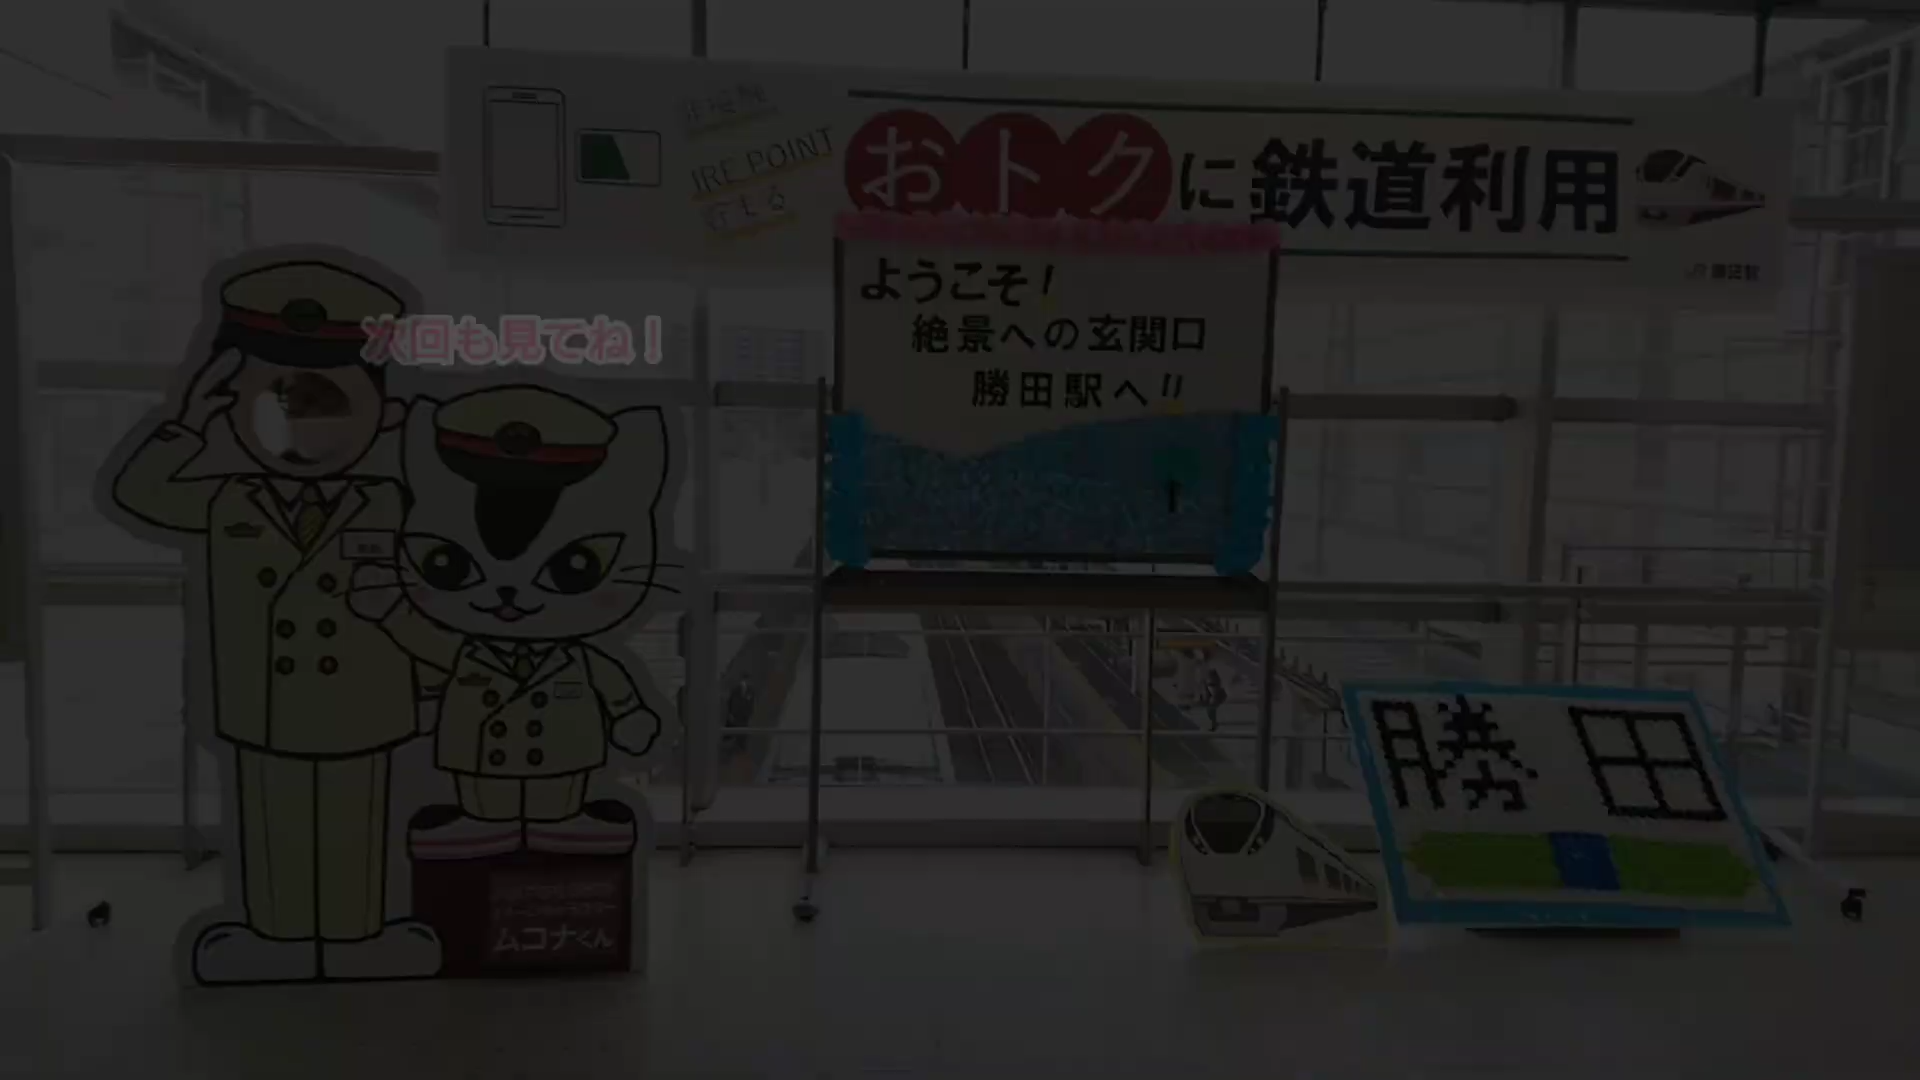 JRE POINT
おトクに鉄道利用
ようこそ!
絶景への玄関口
勝田駅へ!!
次回も見てね！
勝田
ムコナくん